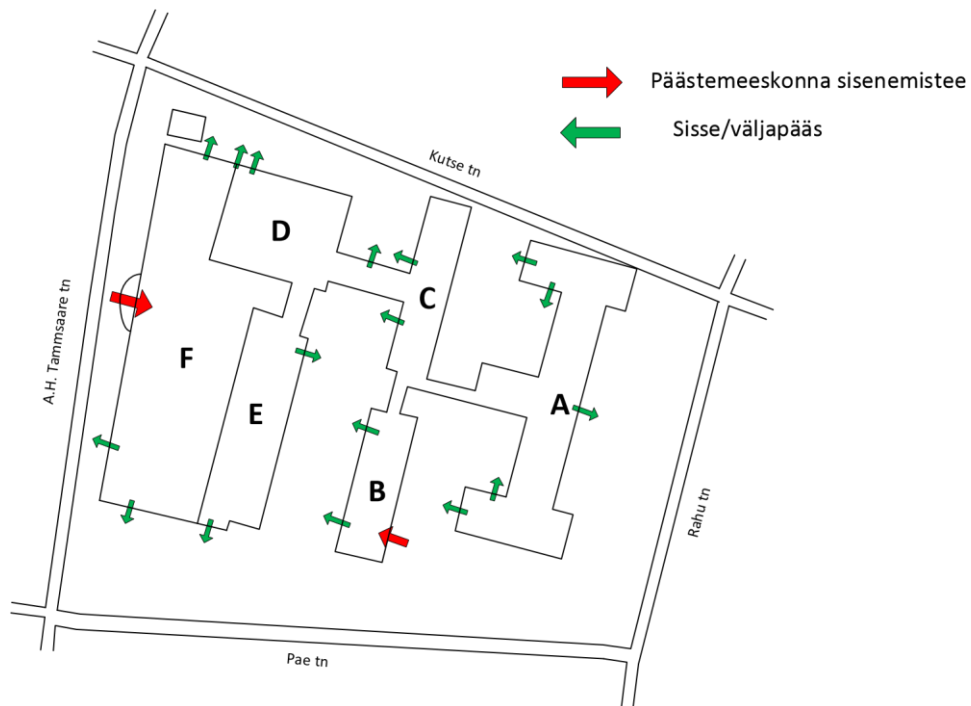 Päästemeeskonna sisenemistee
Sisse/väljapääs
Kutse tn
D
C
A.H. Tammsaare tn
F
A
E
B
Rahu tn
Pae tn